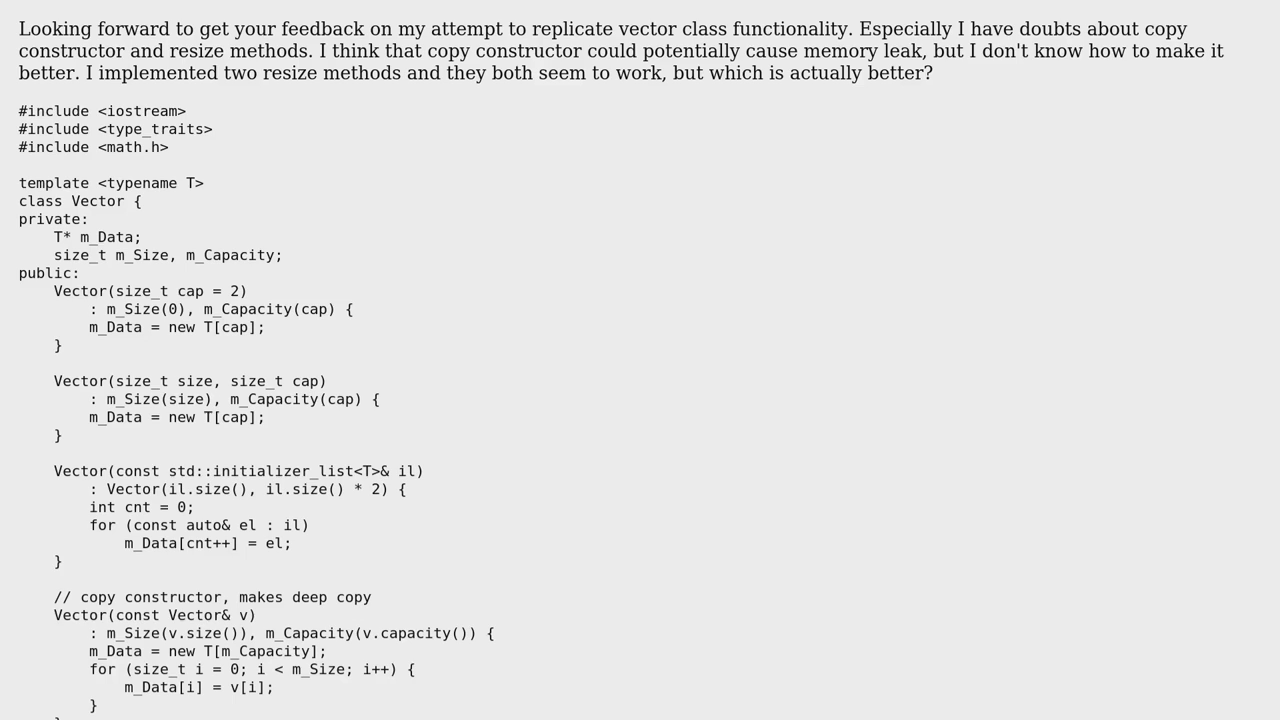 Looking forward to get your feedback on my attempt to replicate vector class functionality. Especially I have doubts about copy
constructor and resize methods. I think that copy constructor could potentially cause memory leak, but I don't know how to make it
better. I implemented two resize methods and they both seem to work, but which is actually better?
#include <iostream>
#include <type_traits>
#include <math.h>
template <typename T>
class Vector {
private:
    T* m_Data;
    size_t m_Size, m_Capacity;
public:
    Vector(size_t cap = 2)
        : m_Size(0), m_Capacity(cap) {
        m_Data = new T[cap];
    }
    Vector(size_t size, size_t cap)
        : m_Size(size), m_Capacity(cap) {
        m_Data = new T[cap];
    }
    Vector(const std::initializer_list<T>& il)
        : Vector(il.size(), il.size() * 2) {
        int cnt = 0;
        for (const auto& el : il)
            m_Data[cnt++] = el;
    }
    // copy constructor, makes deep copy
    Vector(const Vector& v)
        : m_Size(v.size()), m_Capacity(v.capacity()) {
        m_Data = new T[m_Capacity];
        for (size_t i = 0; i < m_Size; i++) {
            m_Data[i] = v[i];
        }